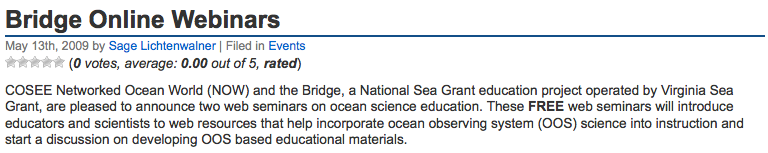 Bridge Online Webinars
May 13th, 2009 by Sage Lichtenwalner | Filed in Events
(0 votes, average: 0.00 out of 5, rated)
COSEE Networked Ocean World (NOW) and the Bridge, a National Sea Grant education project operated by Virginia Sea
Grant, are pleased to announce two web seminars on ocean science education. These FREE web seminars will introduce
educators and scientists to web resources that help incorporate ocean observing system (OOS) science into instruction and
start a discussion on developing OOS based educational materials.